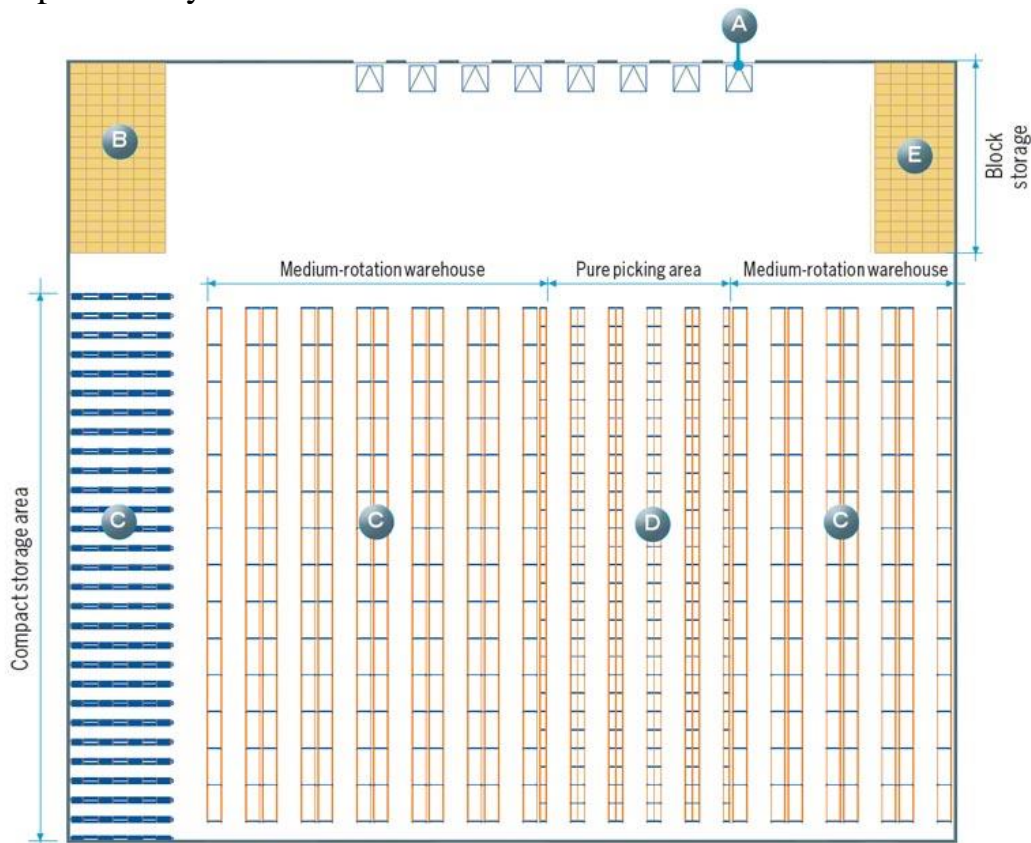 A
B
E
Block
storage
Medium-rotation warehouse
Pure picking area
Medium-rotation warehouse
Compact storage area
C
C
D
C